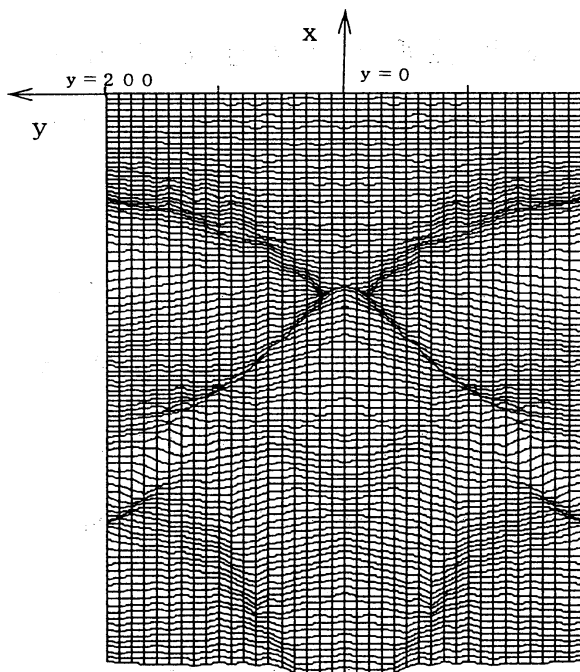 x
y = 2 0 0
y = 0
y